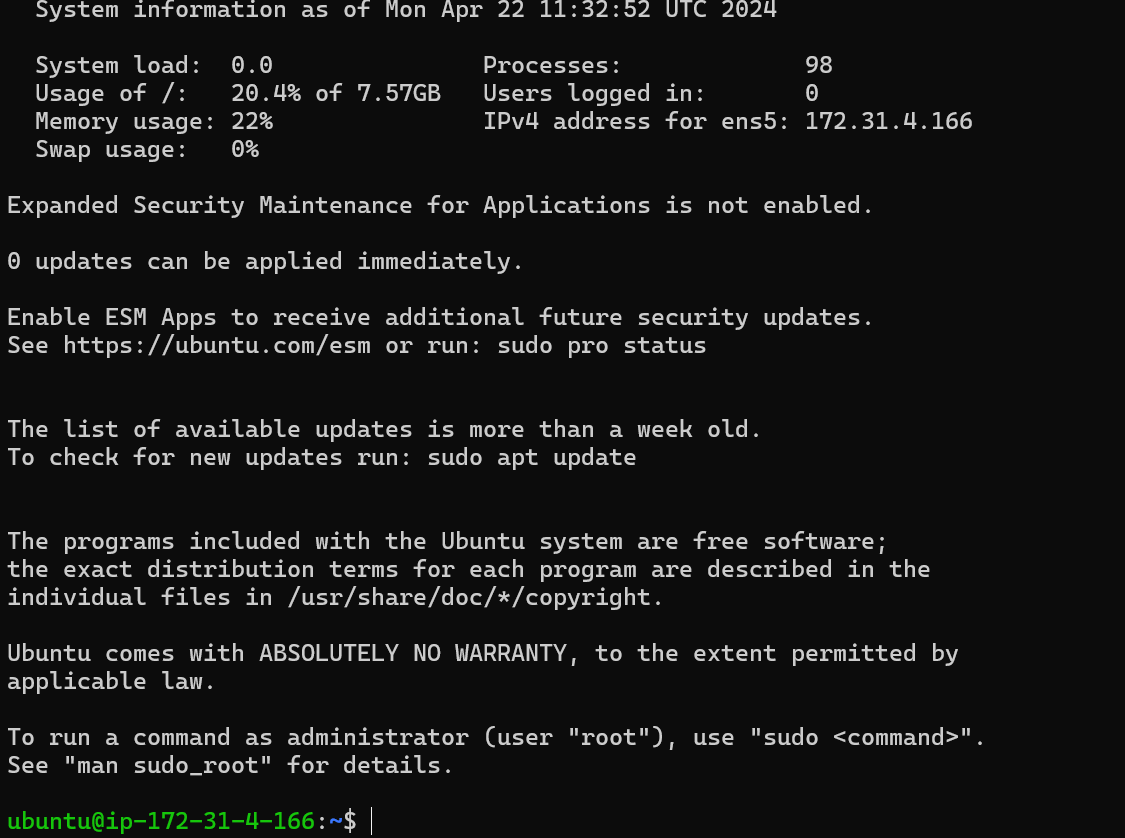 System information as of Mon Apr 22 11:32:52 UTC 2024
System load:  0.0               Processes:             98
Usage of /:   20.4% of 7.57GB   Users logged in:       0
Memory usage: 22%               IPv4 address for ens5: 172.31.4.166
Swap usage:   0%
Expanded Security Maintenance for Applications is not enabled.
0 updates can be applied immediately.
Enable ESM Apps to receive additional future security updates.
See https://ubuntu.com/esm or run: sudo pro status
The list of available updates is more than a week old.
To check for new updates run: sudo apt update
The programs included with the Ubuntu system are free software;
the exact distribution terms for each program are described in the
individual files in /usr/share/doc/*/copyright.
Ubuntu comes with ABSOLUTELY NO WARRANTY, to the extent permitted by
applicable law.
To run a command as administrator (user "root"), use "sudo <command>".
See "man sudo_root" for details.
ubuntu@ip-172-31-4-166:~$